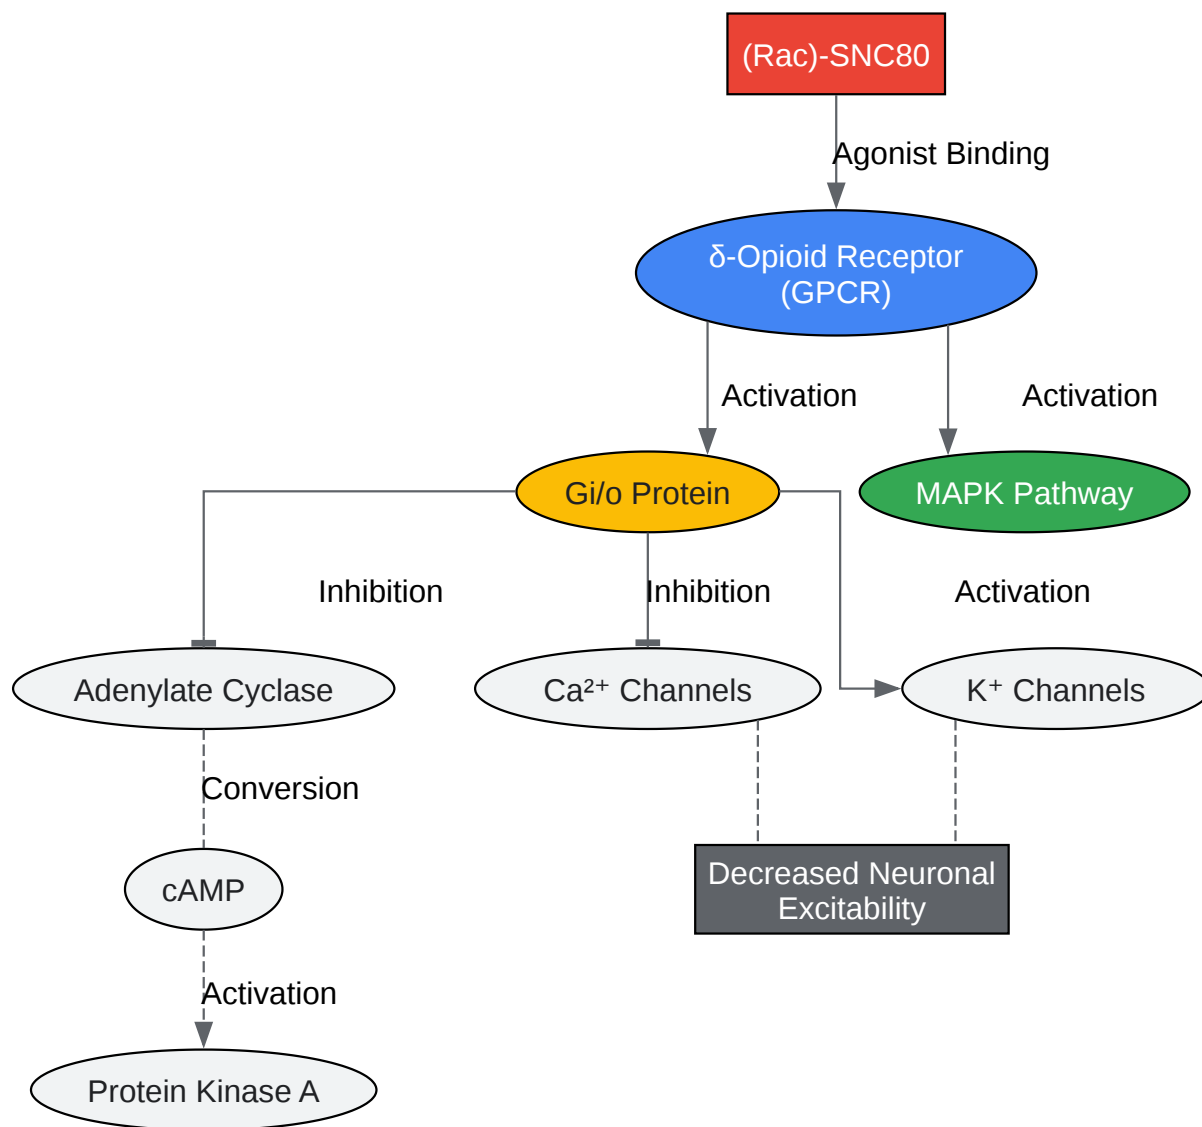 (Rac)-SNC80
Agonist Binding
δ-Opioid Receptor
(GPCR)
Activation
Activation
Gi/o Protein
MAPK Pathway
Inhibition
Inhibition
Activation
Adenylate Cyclase
Ca²⁺ Channels
K⁺ Channels
Conversion
cAMP
Decreased Neuronal
Excitability
Activation
Protein Kinase A